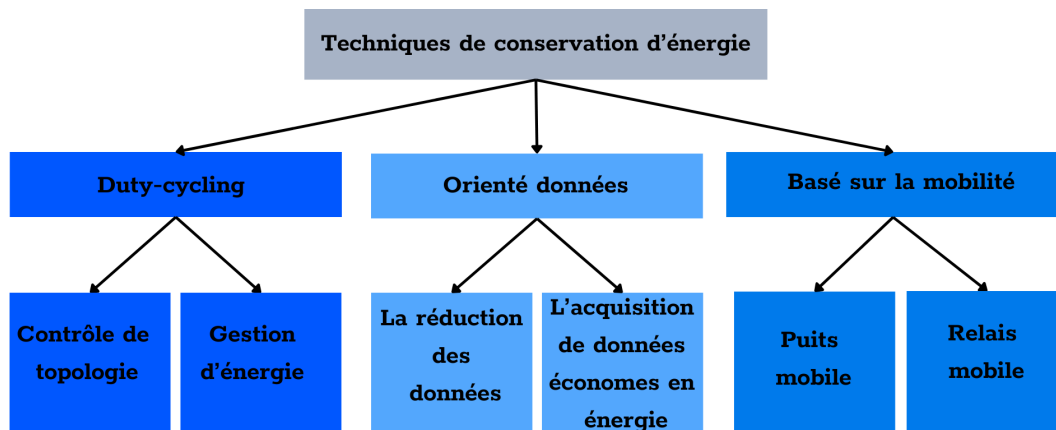 Techniques de conservation d'énergie
Duty-cycling
Orienté données
Basé sur la mobilité
Contrôle de
topologie
Gestion
d'énergie
La réduction
des
données
L'acquisition
de données
économes en
énergie
Puits
mobile
Relais
mobile